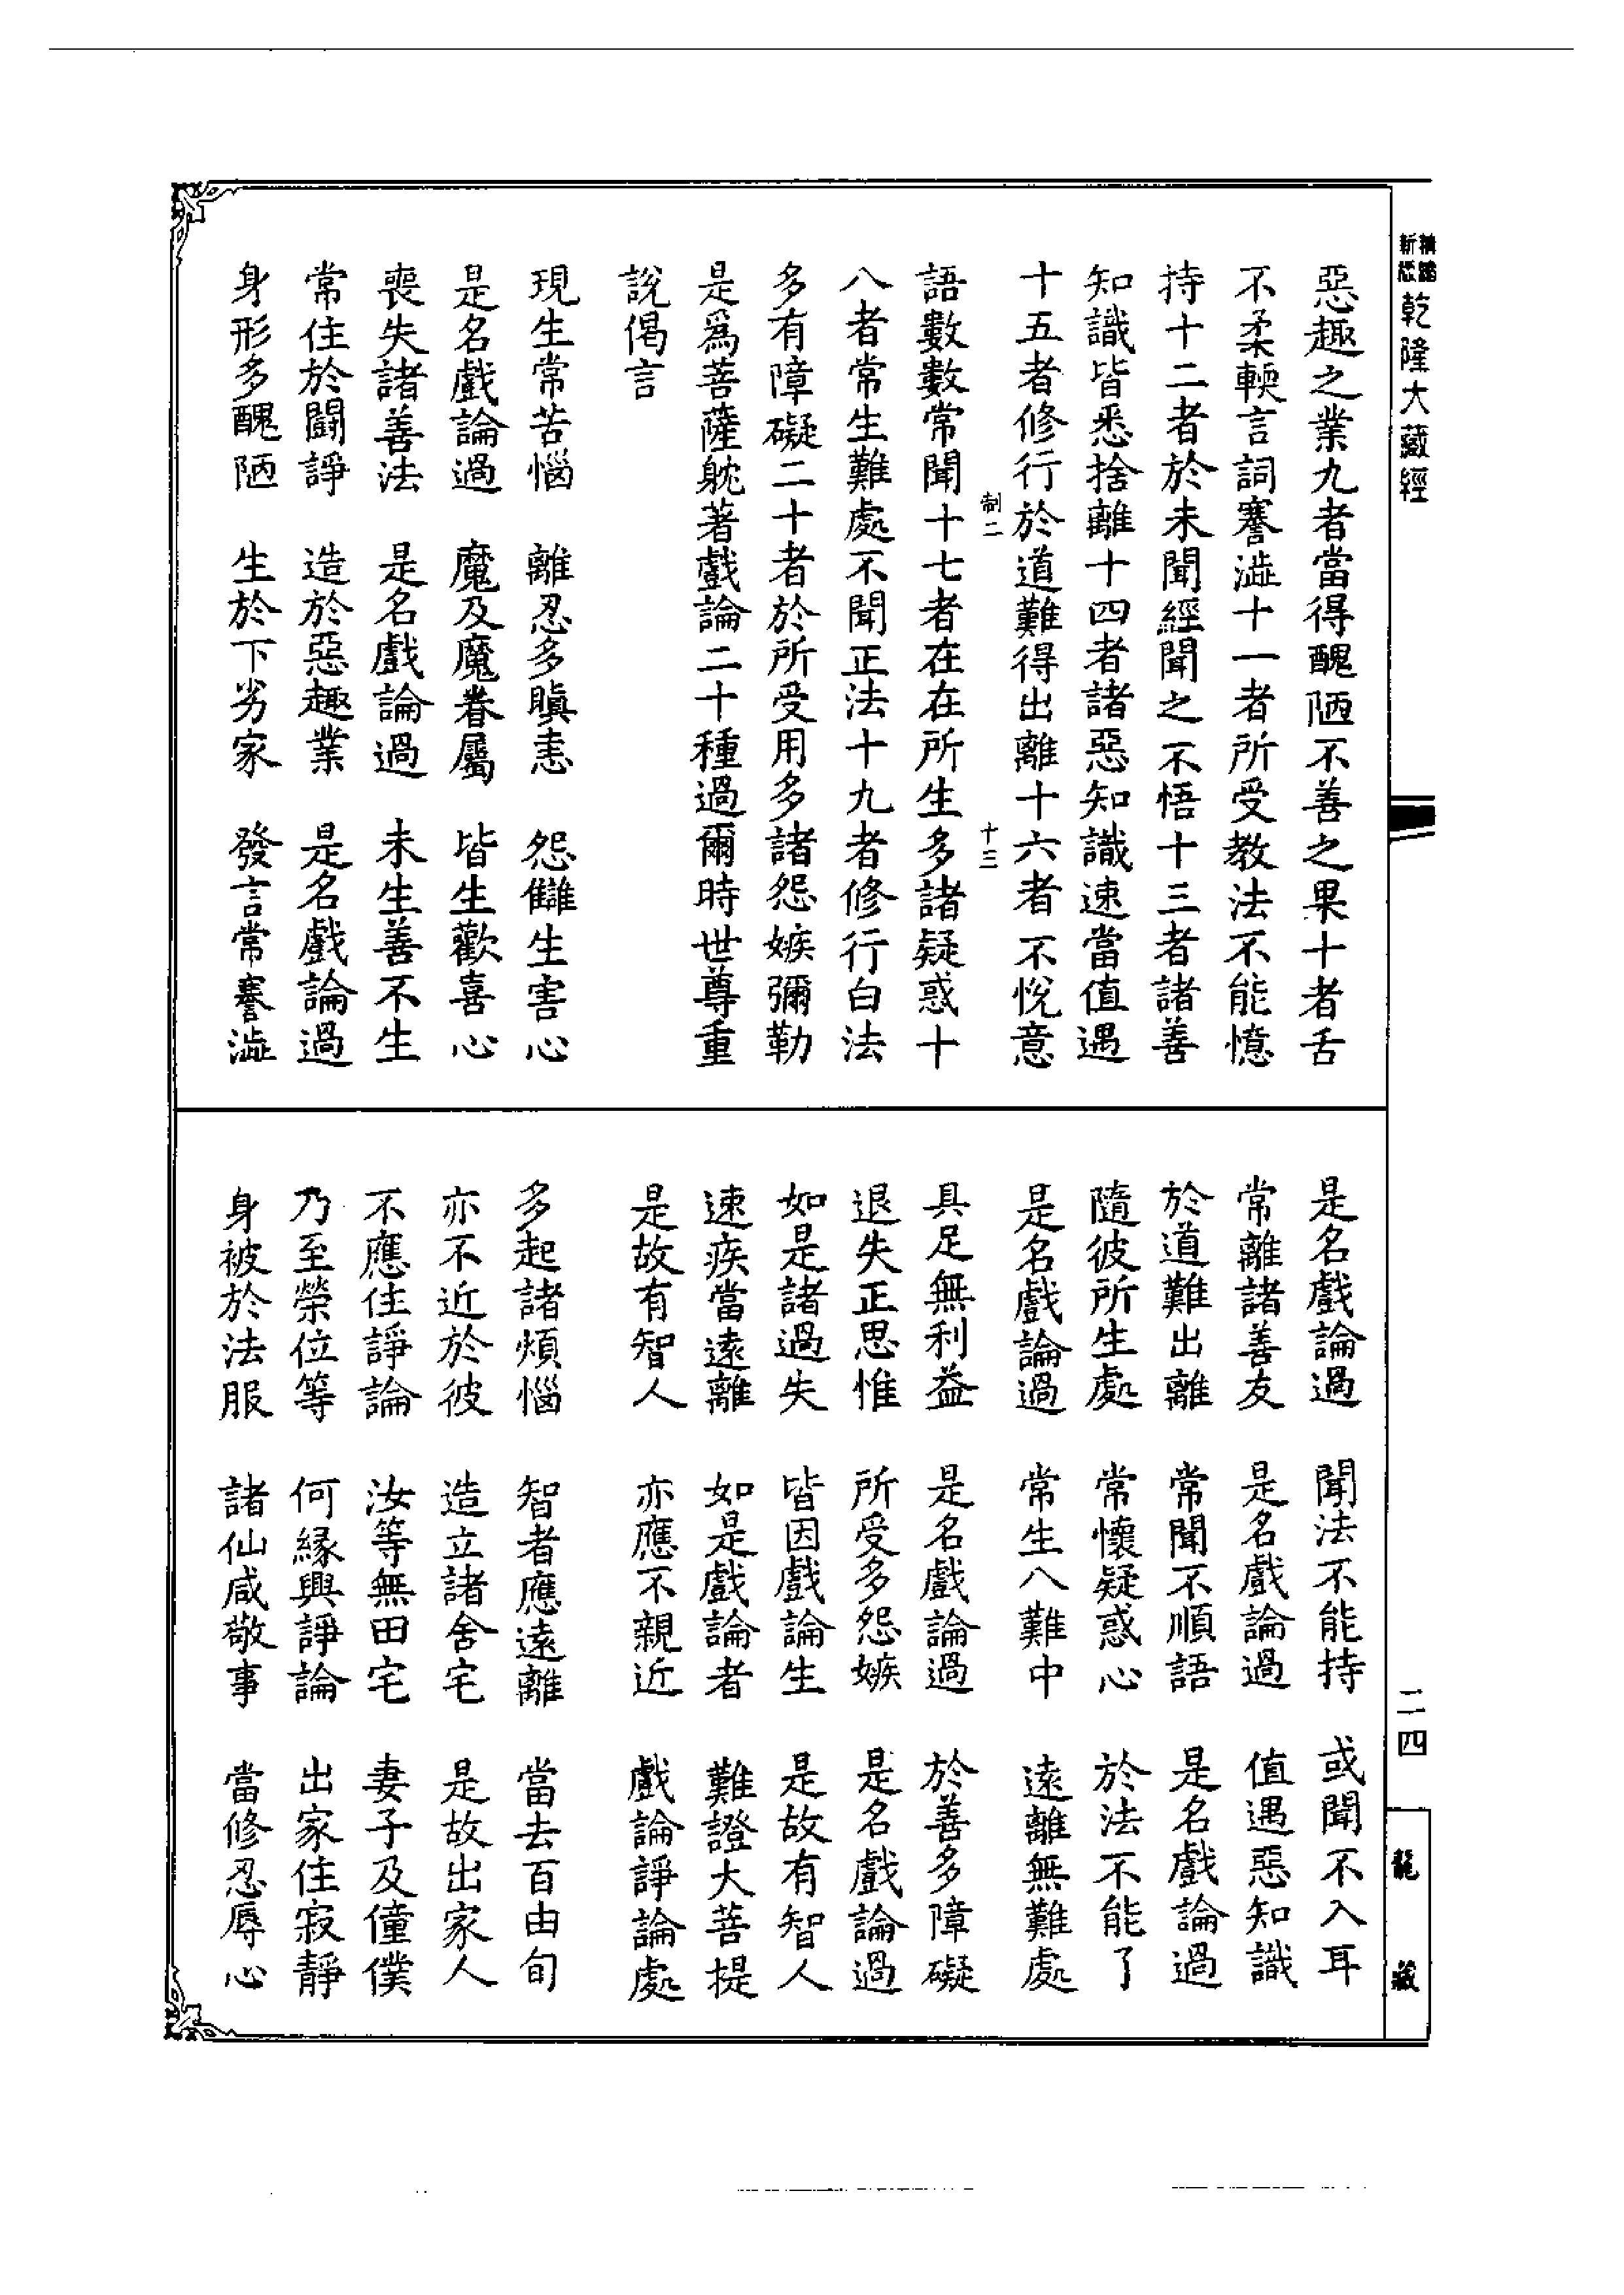 乾隆大藏經
惡趣之業九者當得醜陋不善之果十者舌
不柔輭言詞謇澁十一者所受教法不能憶
持十二者於未聞經聞之不悟十三者諸善
知識皆悉捨離十四者諸惡知識速當值遇
十五者修行於道難得出離十六者不悅意
制二 十三
語數數常聞十七者在在所生多諸疑惑十
八者常生難處不聞正法十九者修行白法
多有障礙二十者於所受用多諸怨嫉彌勒
是爲菩薩躭著戲論二十種過爾時世尊重
說偈言
現生常苦惱 離忍多瞋恚 怨讎生害心
是名戲論過 魔及魔眷屬 皆生歡喜心
喪失諸善法 是名戲論過 未生善不生
常住於鬪諍 造於惡趣業 是名戲論過
身形多醜陋 生於下劣家 發言常謇澁
是名戲論過 聞法不能持 或聞不入耳
常離諸善友 是名戲論過 值遇惡知識
於道難出離 常聞不順語 是名戲論過
隨彼所生處 常懷疑惑心 於法不能了
是名戲論過 常生八難中 遠離無難處
具足無利益 是名戲論過 於善多障礙
退失正思惟 所受多怨嫉 是名戲論過
如是諸過失 皆因戲論生 是故有智人
速疾當遠離 如是戲論者 難證大菩提
是故有智人 亦應不親近 戲論諍論處
多起諸煩惱 智者應遠離 當去百由旬
亦不近於彼 造立諸舍宅 是故出家人
不應住諍論 汝等無田宅 妻子及僮僕
乃至榮位等 何緣興諍論 出家住寂靜
身被於法服 諸仙咸敬事 當修忍辱心
二四
龍藏